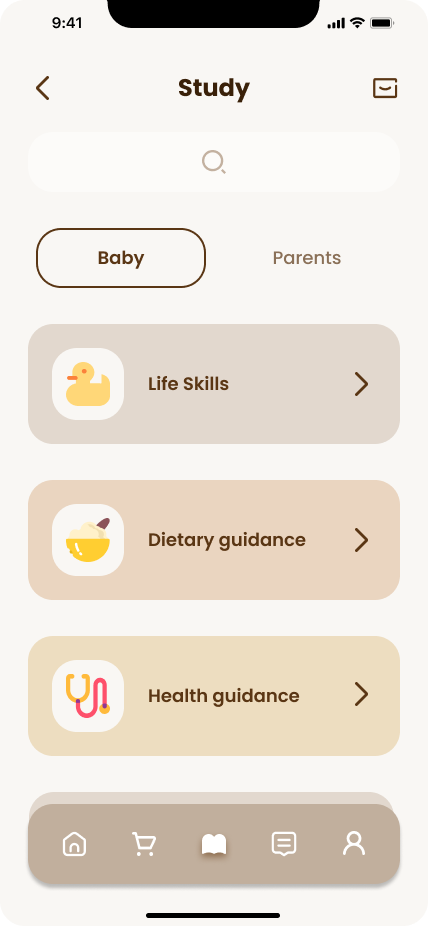 9:41
Study
Baby
Parents
Life Skills
Dietary guidance
Health guidance